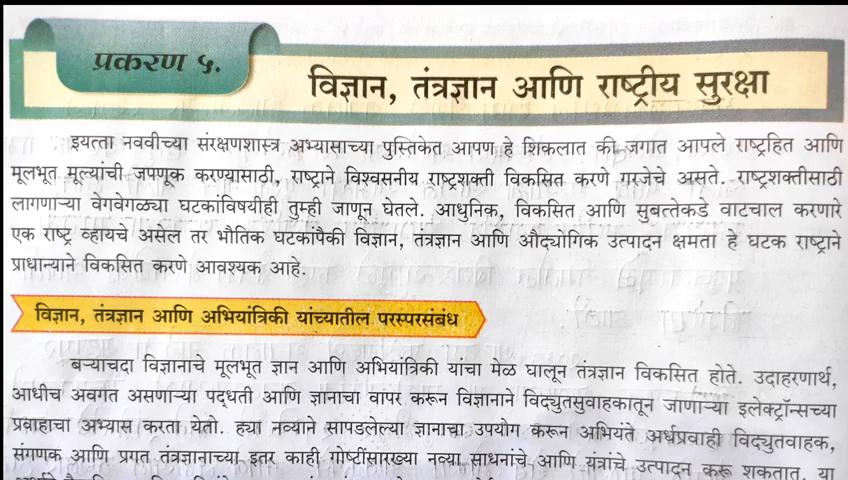 प्रकरण ५.
विज्ञान, तंत्रज्ञान आणि राष्ट्रीय सुरक्षा
इयत्ता नववीच्या संरक्षणशास्त्र अभ्यासाच्या पुस्तिकेत आपण हे शिकलात की जगात आपले राष्ट्रहित आणि
मूलभूत मूल्यांची जपणूक करण्यासाठी, राष्ट्राने विश्वसनीय राष्ट्रशक्ती विकसित करणे गरजेचे असते. राष्ट्रशक्तीसाठी
लागणाऱ्या वेगवेगळ्या घटकांविषयीही तुम्ही जाणून घेतले. आधुनिक, विकसित आणि सुबत्तेकडे वाटचाल करणारे
एक राष्ट्र व्हायचे असेल तर भौतिक घटकांपैकी विज्ञान, तंत्रज्ञान आणि औद्योगिक उत्पादन क्षमता हे घटक राष्ट्राने
प्राधान्याने विकसित करणे आवश्यक आहे.
विज्ञान, तंत्रज्ञान आणि अभियांत्रिकी यांच्यातील परस्परसंबंध
बऱ्याचदा विज्ञानाचे मूलभूत ज्ञान आणि अभियांत्रिकी यांचा मेळ घालून तंत्रज्ञान विकसित होते. उदाहरणार्थ,
आधीच अवगत असणाऱ्या पद्धती आणि ज्ञानाचा वापर करून विज्ञानाने विद्युतसुवाहकातून जाणाऱ्या इलेक्ट्रॉन्सच्या
प्रवाहाचा अभ्यास करता येतो. ह्या नव्याने सापडलेल्या ज्ञानाचा उपयोग करून अभियंते अर्धप्रवाही विद्युतवाहक,
संगणक आणि प्रगत तंत्रज्ञानाच्या इतर काही गोष्टींसारख्या नव्या साधनांचे आणि यंत्रांचे उत्पादन करू शकतात. या